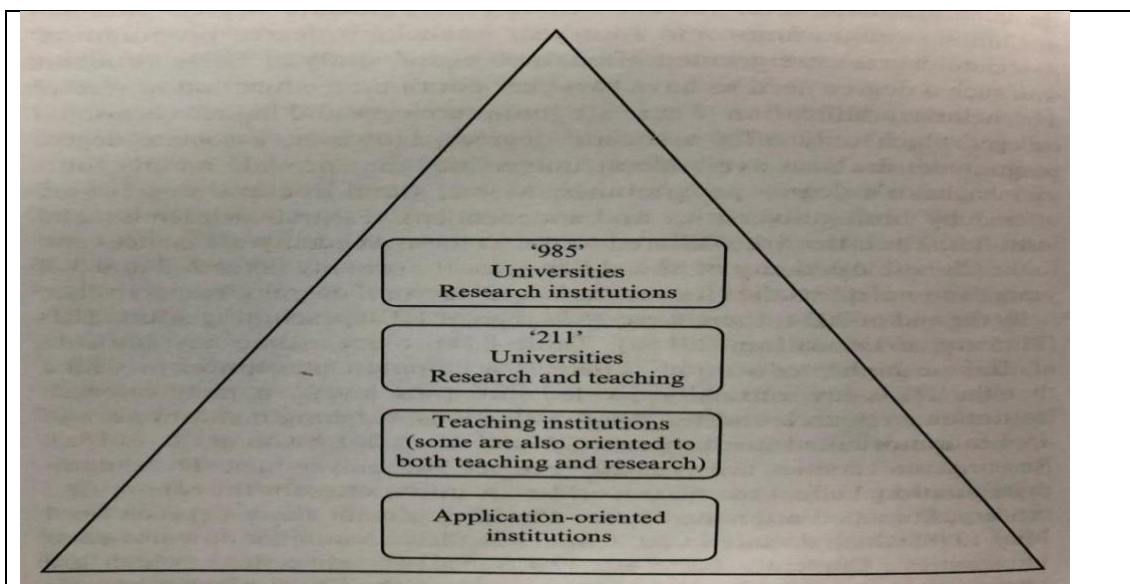 ‘985’
Universities
Research institutions
‘211’
Universities
Research and teaching
Teaching institutions
(some are also oriented to
both teaching and research)
Application-oriented
institutions